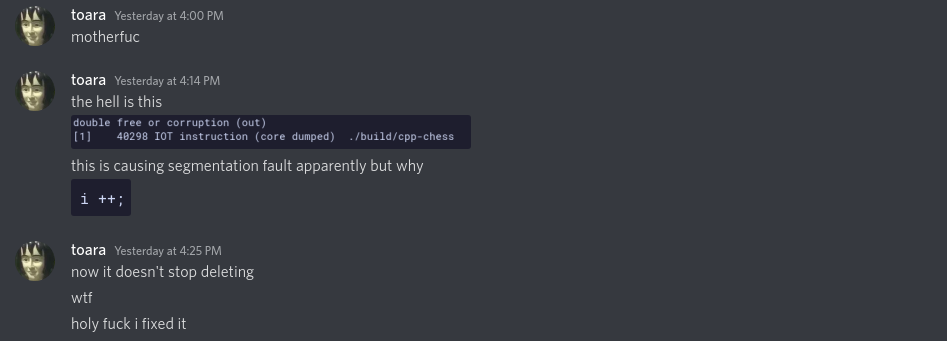 toara Yesterday at 4:00 PM
motherfuc
toara Yesterday at 4:14 PM
the hell is this
double free or corruption (out)
[1]    40298 IOT instruction (core dumped)  ./build/cpp-chess
this is causing segmentation fault apparently but why
i ++;
toara Yesterday at 4:25 PM
now it doesn't stop deleting
wtf
holy fuck i fixed it